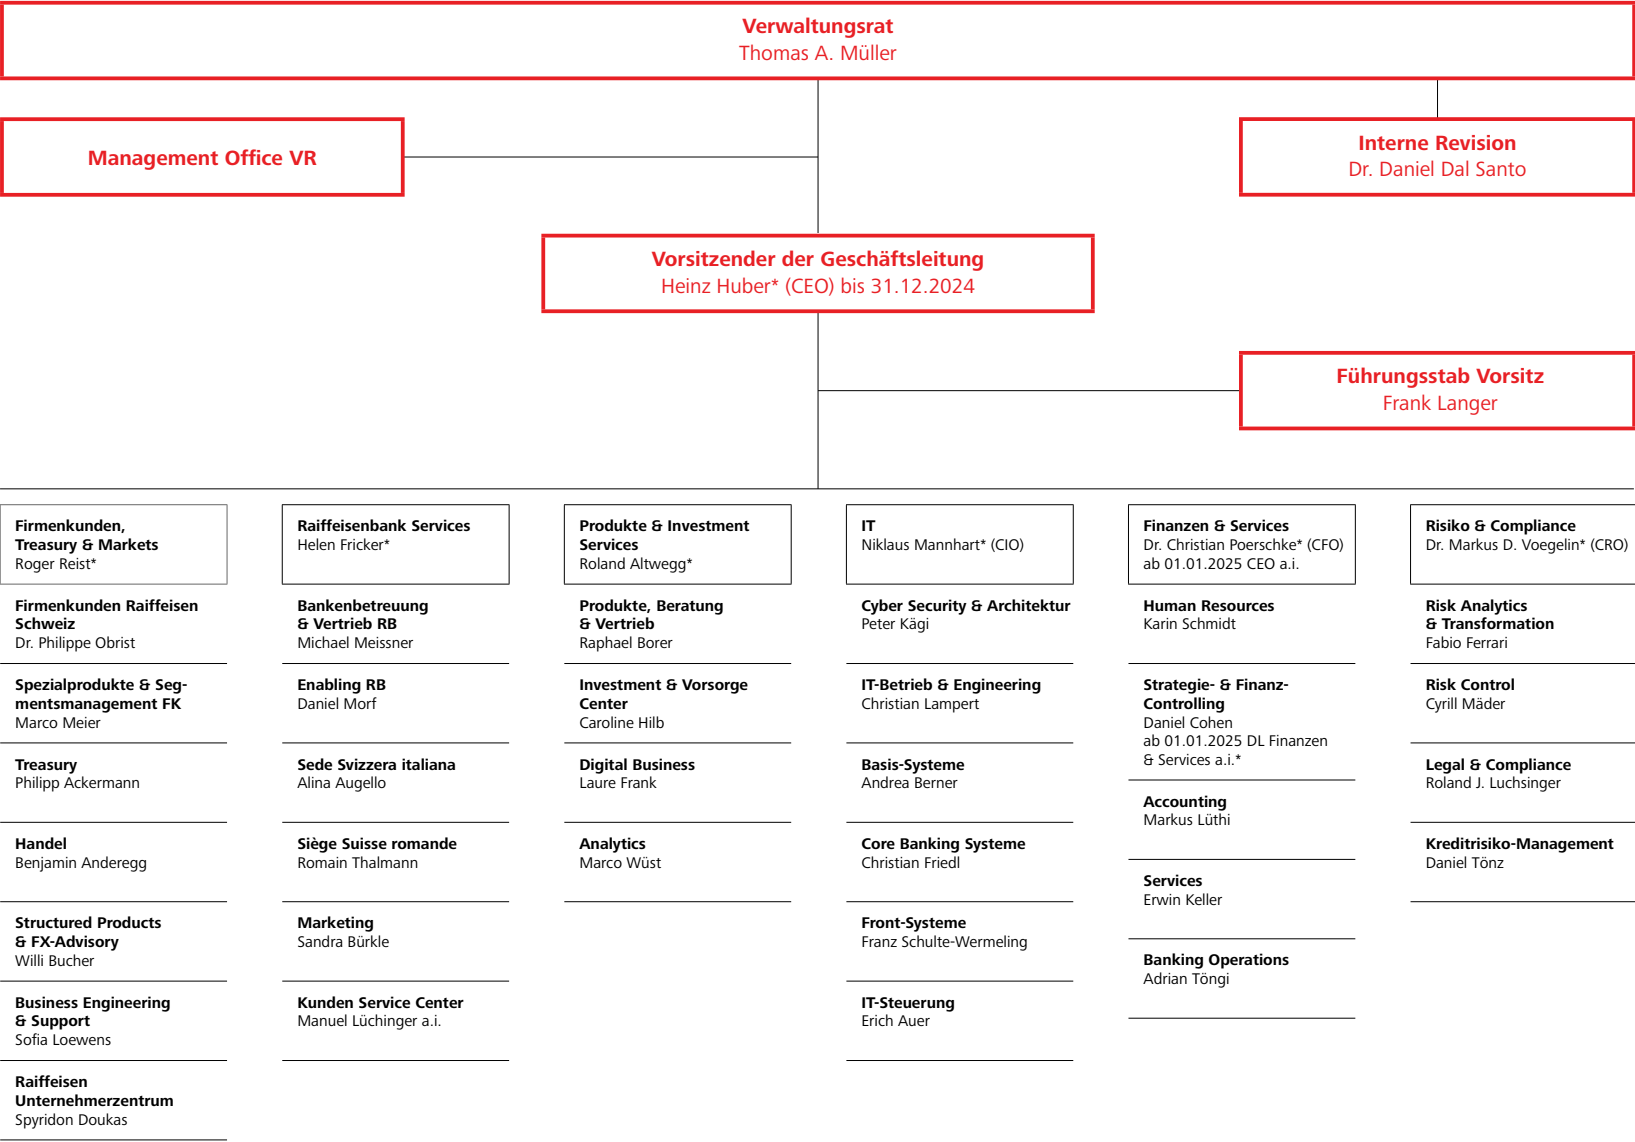 Verwaltungsrat
Thomas A. Müller
Management Office VR
Interne Revision
Dr. Daniel Dal Santo
Vorsitzender der Geschäftsleitung
Heinz Huber* (CEO) bis 31.12.2024
Führungsstab Vorsitz
Frank Langer
Firmenkunden,
Treasury & Markets
Roger Reist*
Firmenkunden Raiffeisen
Schweiz
Dr. Philippe Obrist
Spezialprodukte & Seg-
mentsmanagement FK
Marco Meier
Treasury
Philipp Ackermann
Handel
Benjamin Anderegg
Structured Products
& FX-Advisory
Willi Bucher
Business Engineering
& Support
Sofia Loewens
Raiffeisen
Unternehmerzentrum
Spyridon Doukas
Raiffeisenbank Services
Helen Fricker*
Bankenbetreuung
& Vertrieb RB
Michael Meissner
Enabling RB
Daniel Morf
Sede Svizzera italiana
Alina Augello
Siège Suisse romande
Romain Thalmann
Marketing
Sandra Bürkle
Kunden Service Center
Manuel Lüchinger a.i.
Produkte & Investment
Services
Roland Altwegg*
Produkte, Beratung
& Vertrieb
Raphael Borer
Investment & Vorsorge
Center
Caroline Hilb
Digital Business
Laure Frank
Analytics
Marco Wüst
IT
Niklaus Mannhart* (CIO)
Cyber Security & Architektur
Peter Kägi
IT-Betrieb & Engineering
Christian Lampert
Basis-Systeme
Andrea Berner
Core Banking Systeme
Christian Friedl
Front-Systeme
Franz Schulte-Wermeling
IT-Steuerung
Erich Auer
Finanzen & Services
Dr. Christian Poerschke* (CFO)
ab 01.01.2025 CEO a.i.
Human Resources
Karin Schmidt
Strategie- & Finanz-
Controlling
Daniel Cohen
ab 01.01.2025 DL Finanzen
& Services a.i.*
Accounting
Markus Lüthi
Services
Erwin Keller
Banking Operations
Adrian Töngi
Risiko & Compliance
Dr. Markus D. Voegelin* (CRO)
Risk Analytics
& Transformation
Fabio Ferrari
Risk Control
Cyrill Mäder
Legal & Compliance
Roland J. Luchsinger
Kreditrisiko-Management
Daniel Tönz